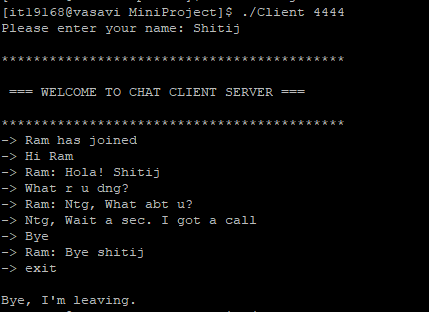 [it19168@vasavi MiniProject]$ ./Client 4444
Please enter your name: Shitij
******************************************
=== WELCOME TO CHAT CLIENT SERVER ===
******************************************
-> Ram has joined
-> Hi Ram
-> Ram: Hola! Shitij
-> What r u dng?
-> Ram: Ntg, What abt u?
-> Ntg, Wait a sec. I got a call
-> Bye
-> Ram: Bye shitij
-> exit
Bye, I'm leaving.